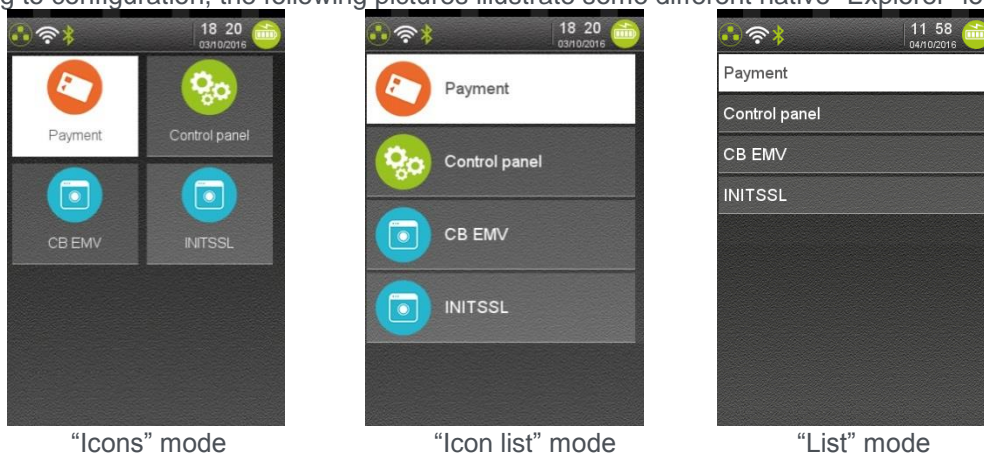 to configuration, the following pictures illustrate some different native "Explorer"
18 20
03/10/2016
Payment
Control panel
CB EMV
INITSSL
"Icons" mode
18 20
03/10/2016
Payment
Control panel
CB EMV
INITSSL
"Icon list" mode
11 58
04/10/2016
Payment
Control panel
CB EMV
INITSSL
"List" mode